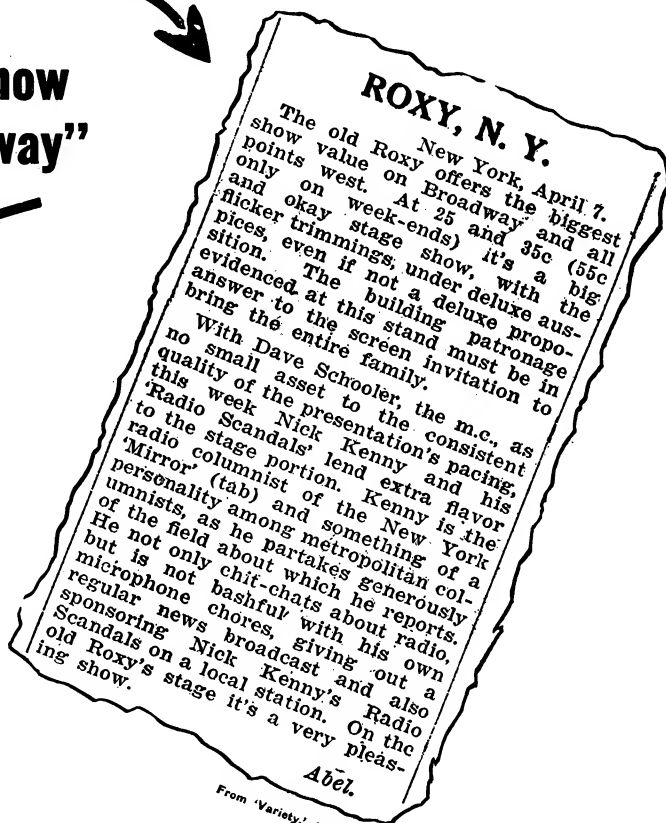 ow
way”
ROXY, N. Y.
New York, April 7.
The old Roxy offers the biggest
show value on Broadway and all
points west. At 25 and 35c (55c
only on week-ends) it's a big
and okay stage show, with the
flicker trimmings, under deluxe aus-
pices, even if not a deluxe propo-
sition. The building patronage
evidenced at this stand must be in
answer to the screen invitation to
bring the entire family.
With Dave Schooler, the m.c., as
no small asset to the consistent
quality of the presentation's pacing,
this week Nick Kenny and his
'Radio Scandals' lend extra flavor
to the stage portion. Kenny is the
radio columnist of the New York
'Mirror' (tab) and something of a
personality among metropolitan col-
umnists, as he partakes generously
of the field about which he reports.
He not only chit-chats about radio,
but is not bashful with his own
microphone chores, giving out a
regular news broadcast and also
sponsoring Nick Kenny's Radio
Scandals on a local station. On the
old Roxy's stage it's a very pleas-
ing show.
Abel.
From 'Variety,'